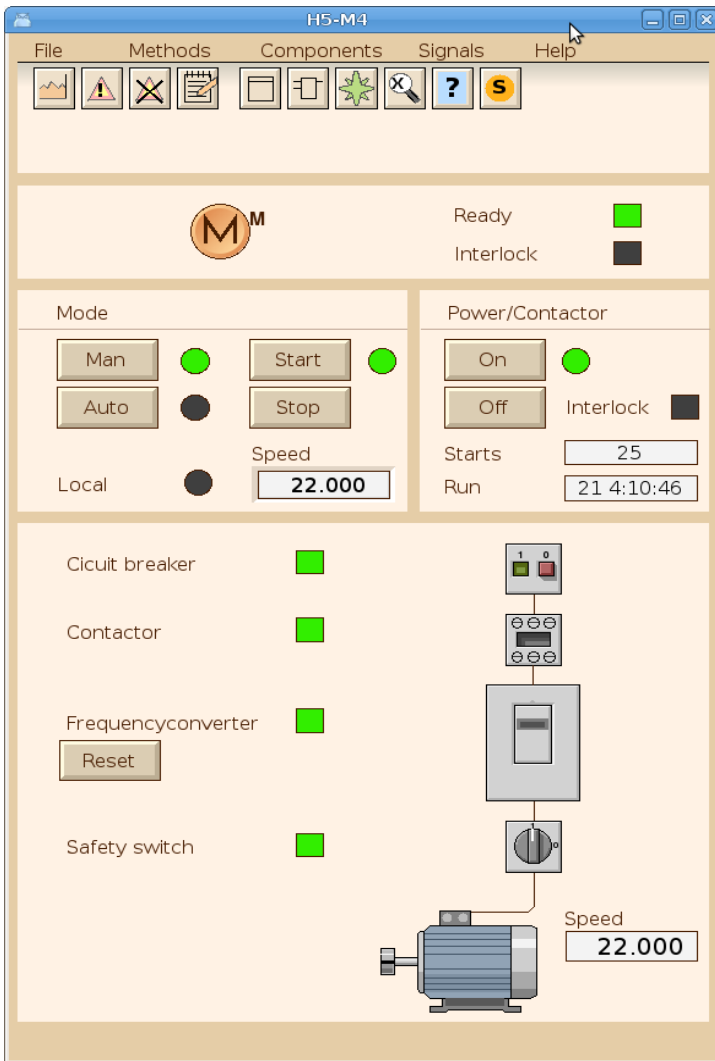 H5-M4
File Methods Components Signals Help
X ? S
M M
Ready
Interlock
Mode
Power/Contactor
Man Start On
Auto Stop Off Interlock
Speed
Starts 25
Local 22.000
Run 21 4:10:46
Cicuit breaker
1 0
Contactor
Frequencyconverter
Reset
1
Safety switch
0
Speed
22.000